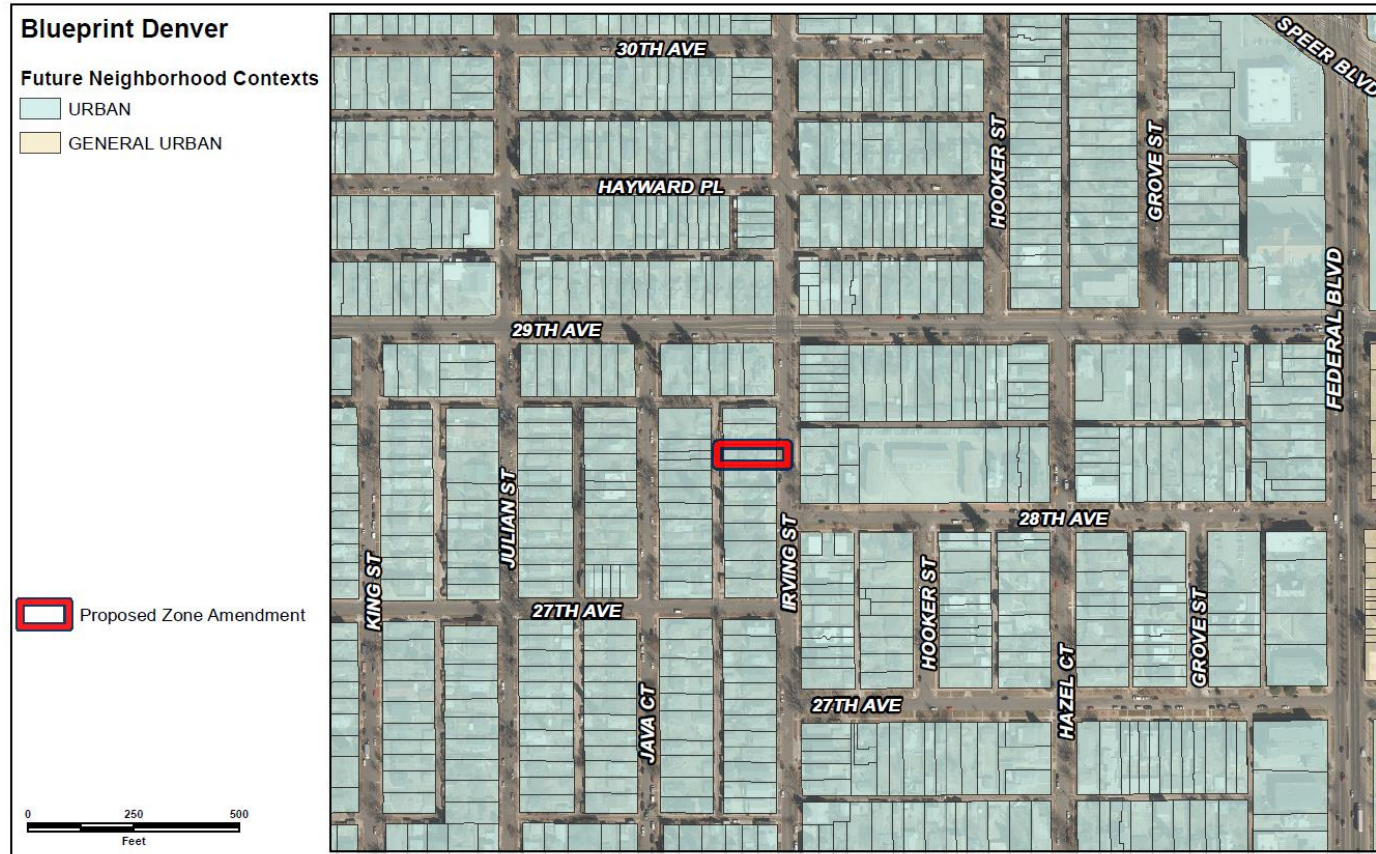 Blueprint Denver
Future Neighborhood Contexts
URBAN
GENERAL URBAN
Proposed Zone Amendment
0 250 500
Feet
30TH AVE
SPEER BLVD
HOOKER ST
GROVE ST
HAYWARD PL
FEDERAL BLVD
29TH AVE
JULIAN ST
28TH AVE
KING ST
IRVING ST
27TH AVE
HOOKER ST
GROVE ST
JAVA CT
27TH AVE
HAZEL CT